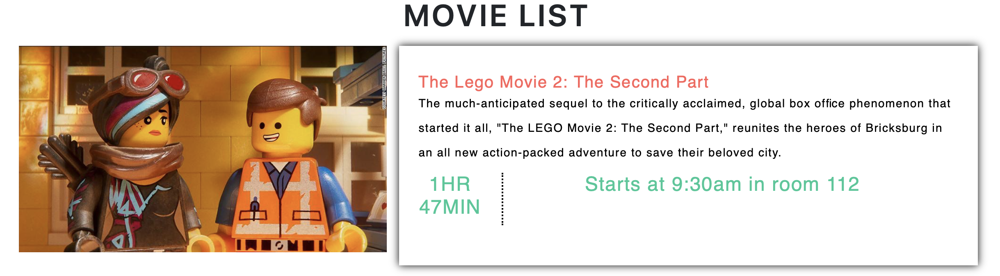 MOVIE LIST
COURTESY WARNER BROS. PICTURES
The Lego Movie 2: The Second Part
The much-anticipated sequel to the critically acclaimed, global box office phenomenon that
started it all, "The LEGO Movie 2: The Second Part," reunites the heroes of Bricksburg in
an all new action-packed adventure to save their beloved city.
1HR
47MIN
Starts at 9:30am in room 112